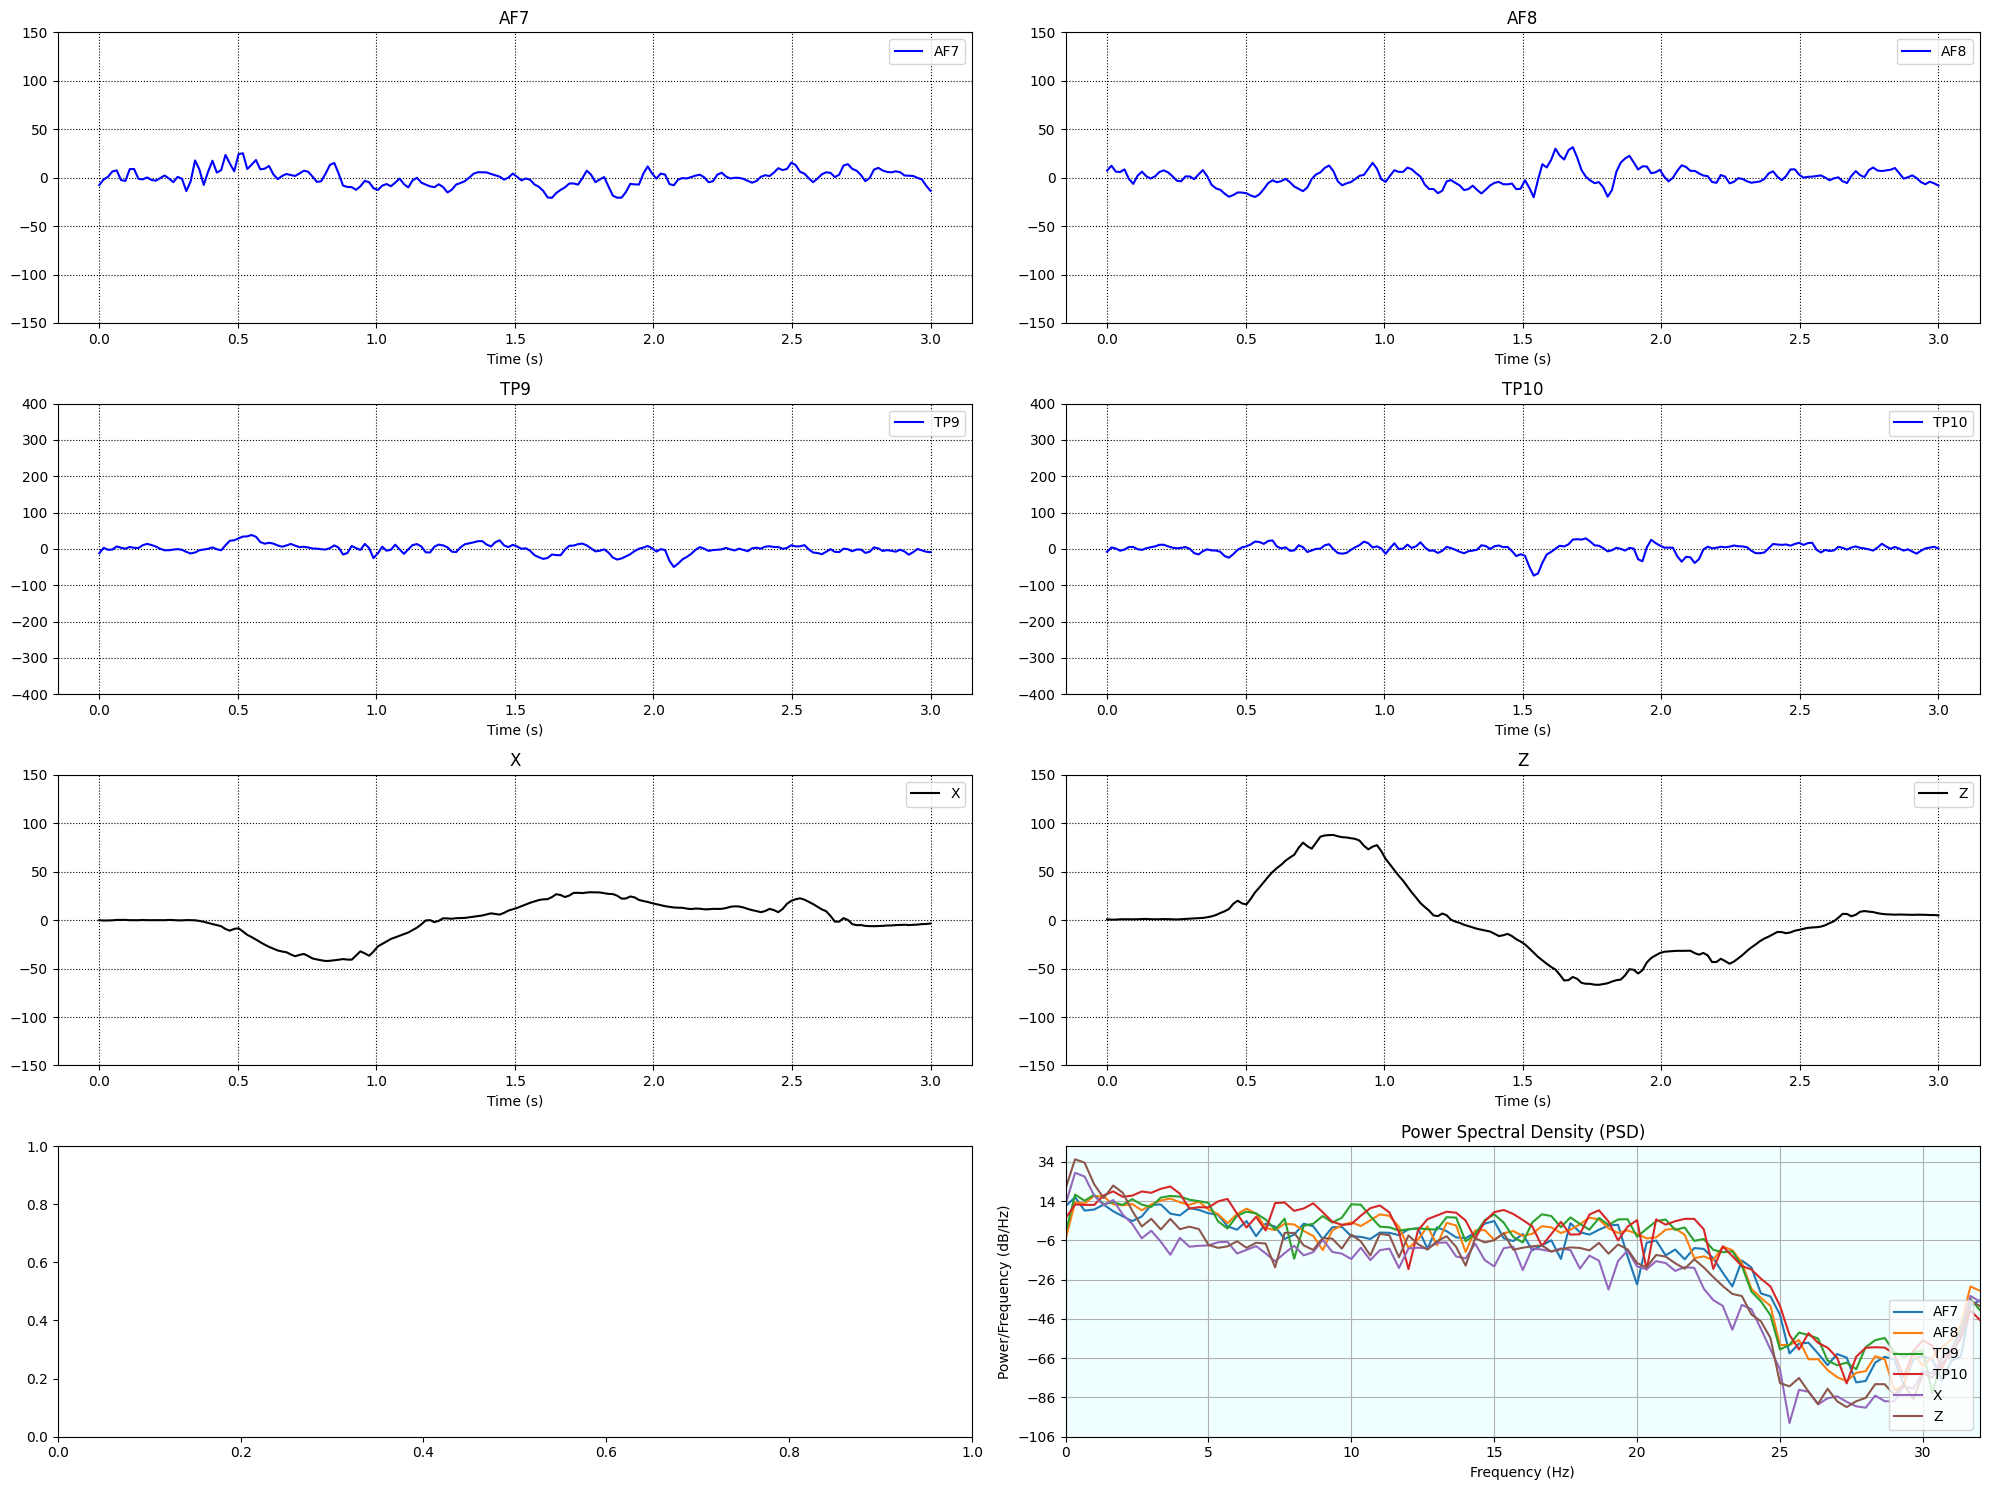 AF7
150
100
50
0
−50
−100
−150
0.0 0.5 1.0 1.5 2.0 2.5 3.0
Time (s)
AF7
AF8
150
100
50
0
−50
−100
−150
0.0 0.5 1.0 1.5 2.0 2.5 3.0
Time (s)
AF8
TP9
400
300
200
100
0
−100
−200
−300
−400
0.0 0.5 1.0 1.5 2.0 2.5 3.0
Time (s)
TP9
TP10
400
300
200
100
0
−100
−200
−300
−400
0.0 0.5 1.0 1.5 2.0 2.5 3.0
Time (s)
TP10
X
150
100
50
0
−50
−100
−150
0.0 0.5 1.0 1.5 2.0 2.5 3.0
Time (s)
X
Z
150
100
50
0
−50
−100
−150
0.0 0.5 1.0 1.5 2.0 2.5 3.0
Time (s)
Z
1.0
0.8
0.6
0.4
0.2
0.0
0.0 0.2 0.4 0.6 0.8 1.0
Power Spectral Density (PSD)
Power/Frequency (dB/Hz)
34
14
−6
−26
−46
−66
−86
−106
0 5 10 15 20 25 30
Frequency (Hz)
AF7
AF8
TP9
TP10
X
Z